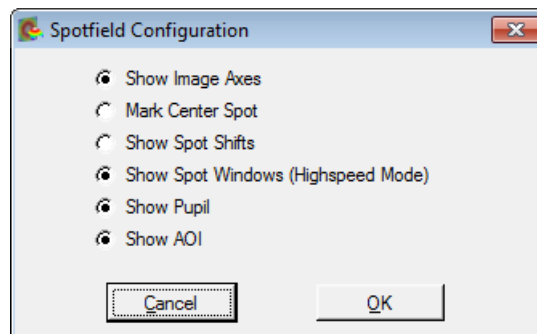 Spotfield Configuration
Show Image Axes
Mark Center Spot
Show Spot Shifts
Show Spot Windows (Highspeed Mode)
Show Pupil
Show AOI
Cancel OK